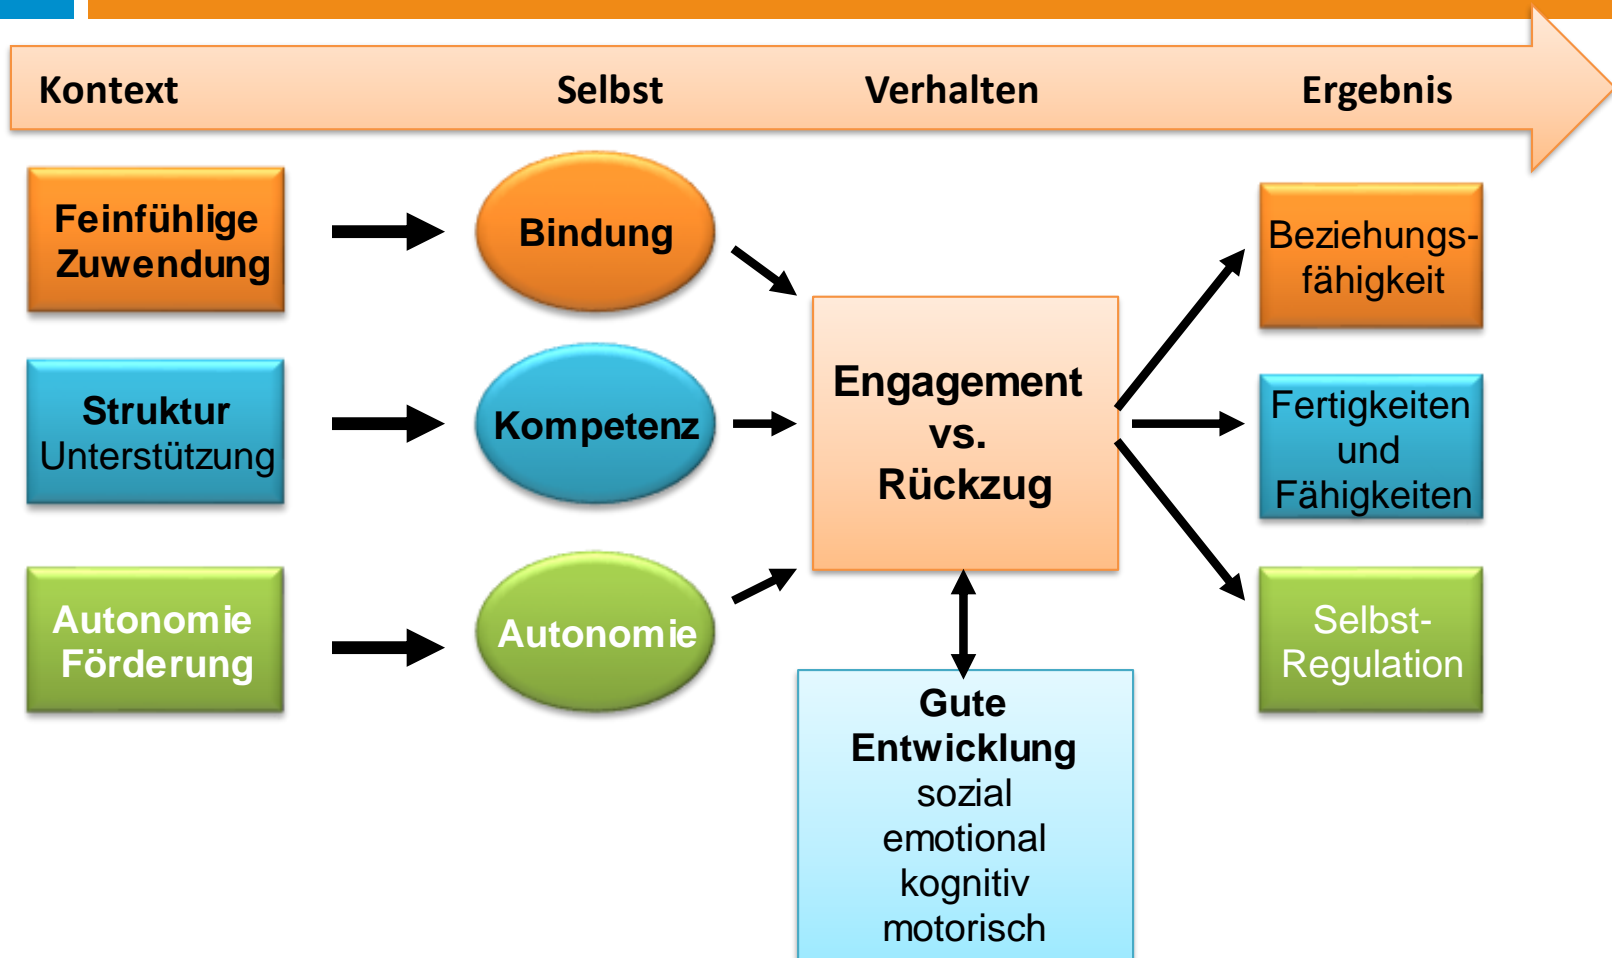 Kontext Selbst Verhalten Ergebnis
Feinfühlige
Zuwendung
Bindung
Beziehungs-
fähigkeit
Struktur
Unterstützung
Kompetenz
Engagement
vs.
Rückzug
Fertigkeiten
und
Fähigkeiten
Autonomie
Förderung
Autonomie
Selbst-
Regulation
Gute
Entwicklung
sozial
emotional
kognitiv
motorisch